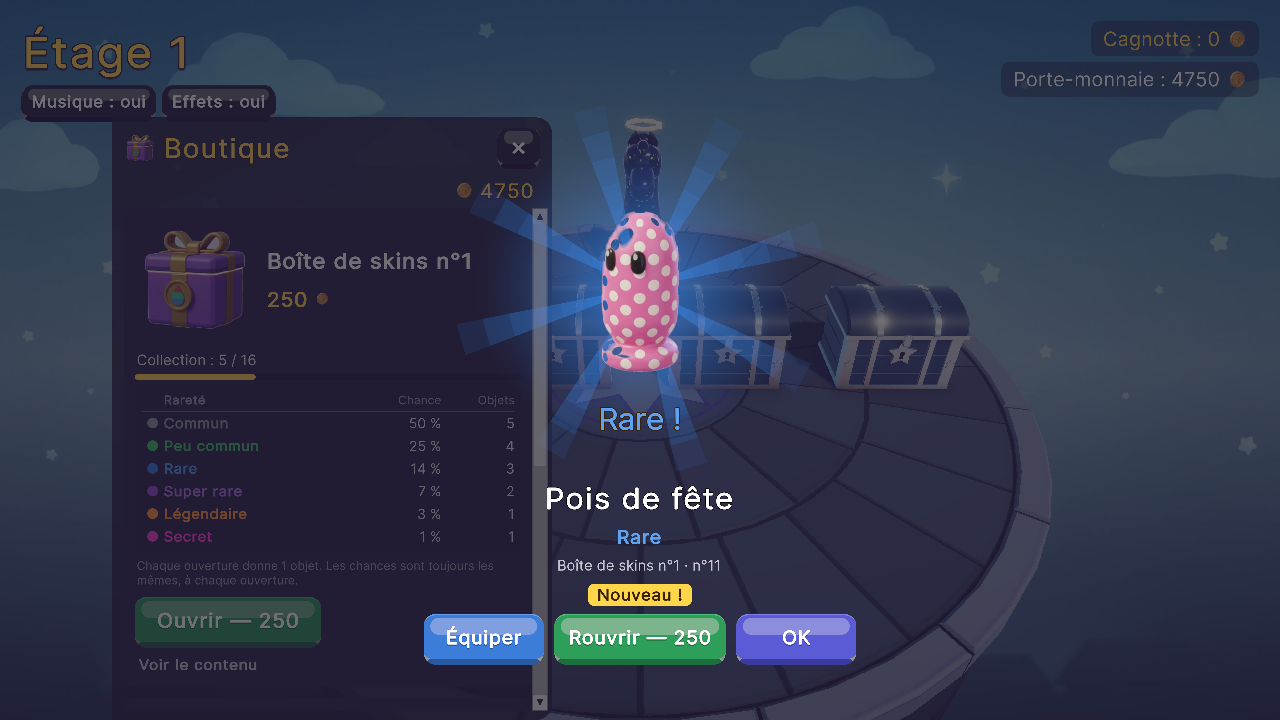 Étage 1
Cagnotte : 0
Porte-monnaie : 4750
Musique : oui
Effets : oui
Boutique
×
4750
Boîte de skins n°1
250
Collection : 5 / 16
Rareté Chance Objets
Commun 50 % 5
Peu commun 25 % 4
Rare 14 % 3
Super rare 7 % 2
Légendaire 3 % 1
Secret 1 % 1
Chaque ouverture donne 1 objet. Les chances sont toujours les
mêmes, à chaque ouverture.
Ouvrir — 250
Voir le contenu
Rare !
Pois de fête
Rare
Boîte de skins n°1 · n°11
Nouveau !
Équiper
Rouvrir — 250
OK